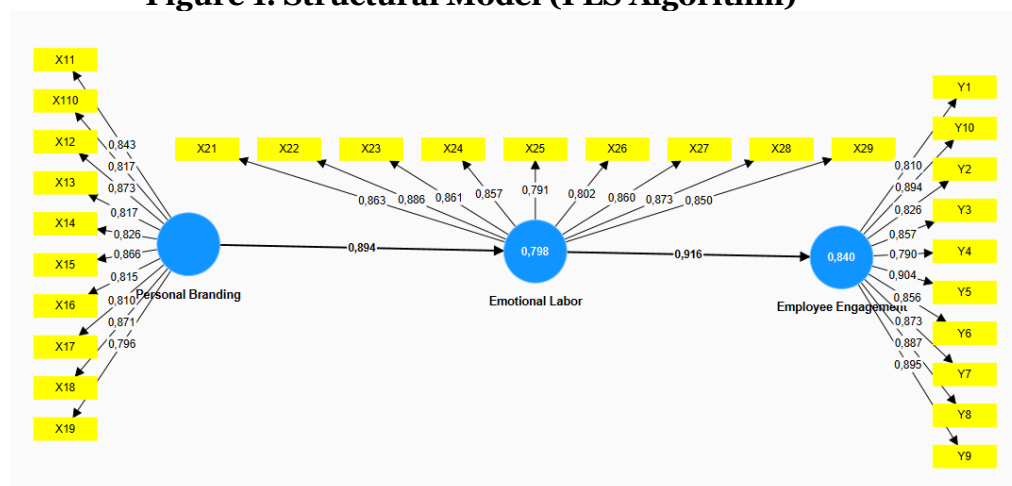 Figure 1. Structural Model (PLS Algorithm)
X11
X110
X12
X13
X14
X15
X16
X17
X18
X19
0,843
0,817
0,873
0,817
0,826
0,866
0,815
0,810
0,871
0,796
Personal Branding
0,894
X21
X22
X23
X24
X25
X26
X27
X28
X29
0,863
0,886
0,861
0,857
0,791
0,802
0,860
0,873
0,850
0,798
Emotional Labor
0,916
0,840
Employee Engagement
0,810
0,894
0,826
0,857
0,790
0,904
0,856
0,873
0,887
0,895
Y1
Y10
Y2
Y3
Y4
Y5
Y6
Y7
Y8
Y9